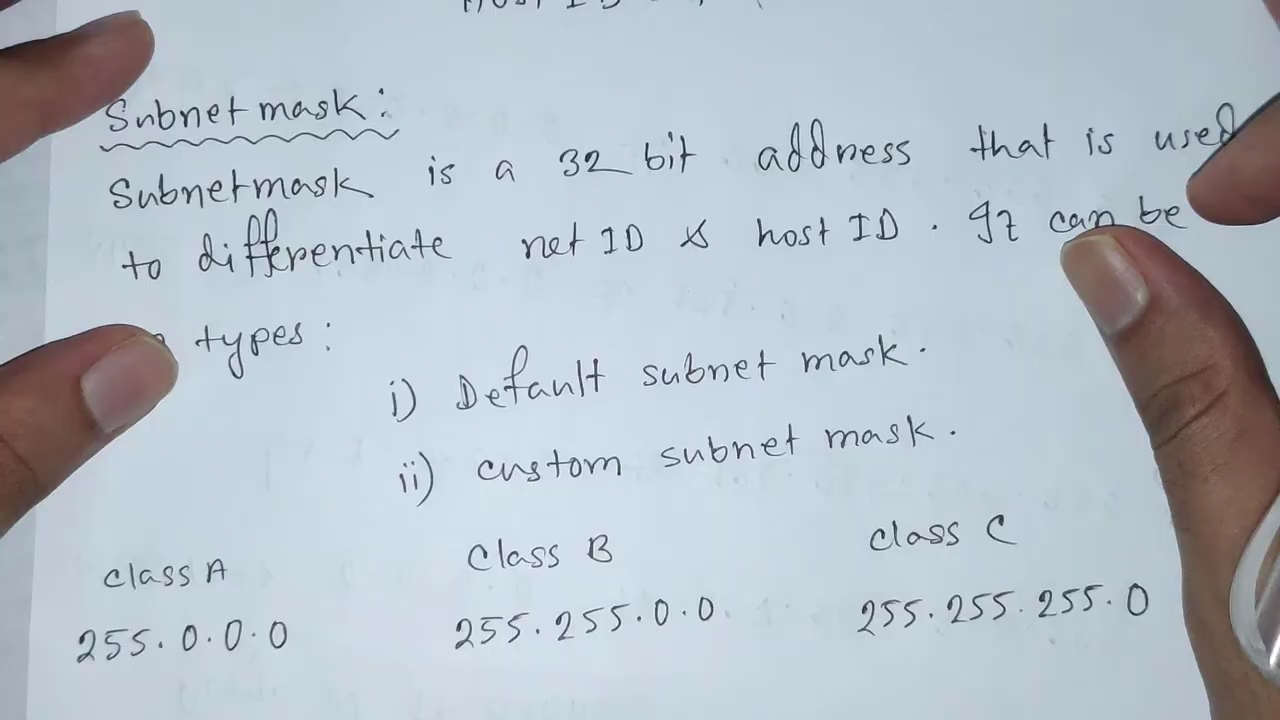 Subnet mask:
Subnetmask is a 32 bit address that is used
to differentiate net ID & host ID. It can be
types:
i) Default subnet mask.
ii) custom subnet mask.
class A Class B class C
255.0.0.0 255.255.0.0 255.255.255.0